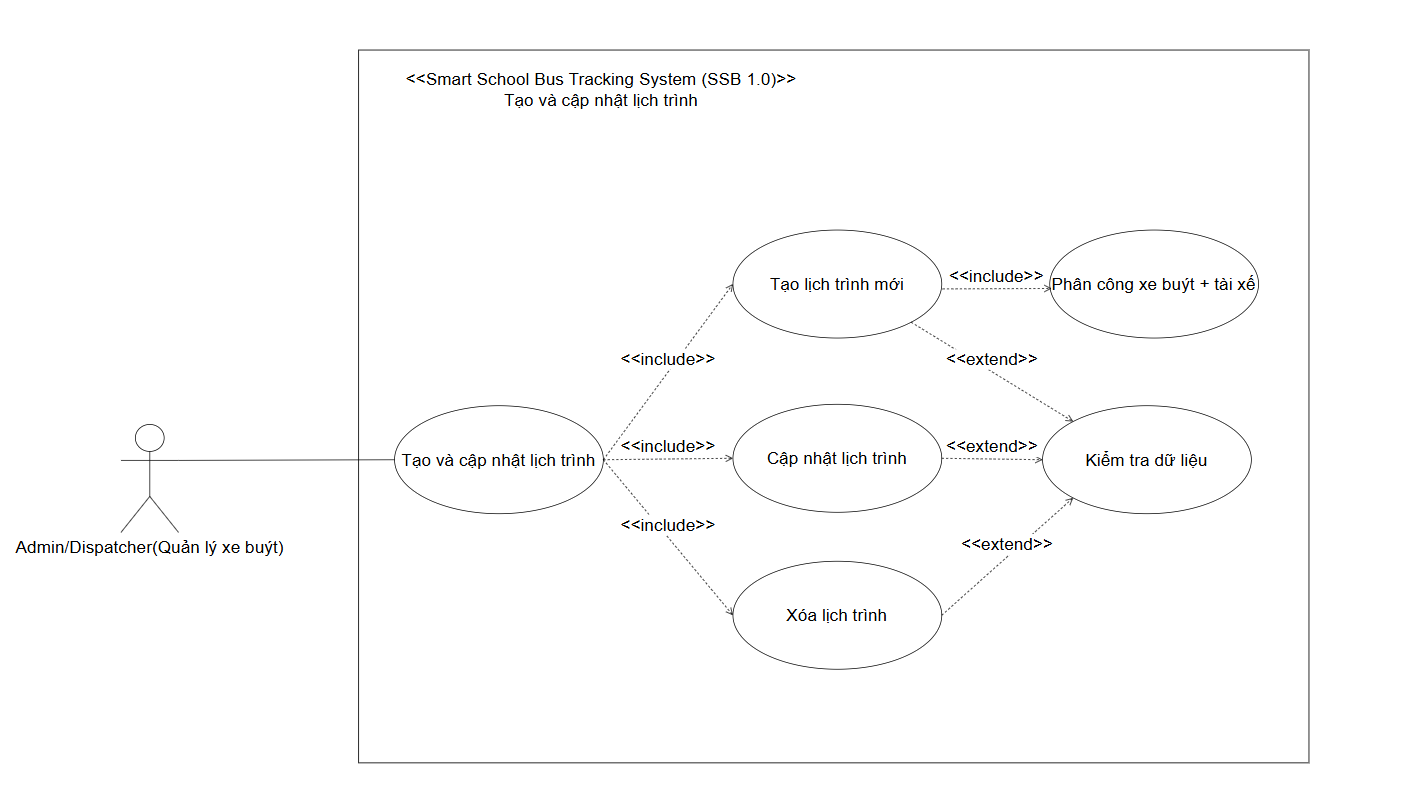 <<Smart School Bus Tracking System (SSB 1.0)>>
Tạo và cập nhật lịch trình
Tạo lịch trình mới
<<include>>
Phân công xe buýt + tài xế
<<include>>
<<extend>>
Tạo và cập nhật lịch trình
<<include>>
Cập nhật lịch trình
<<extend>>
Kiểm tra dữ liệu
<<include>>
<<extend>>
Admin/Dispatcher(Quản lý xe buýt)
Xóa lịch trình